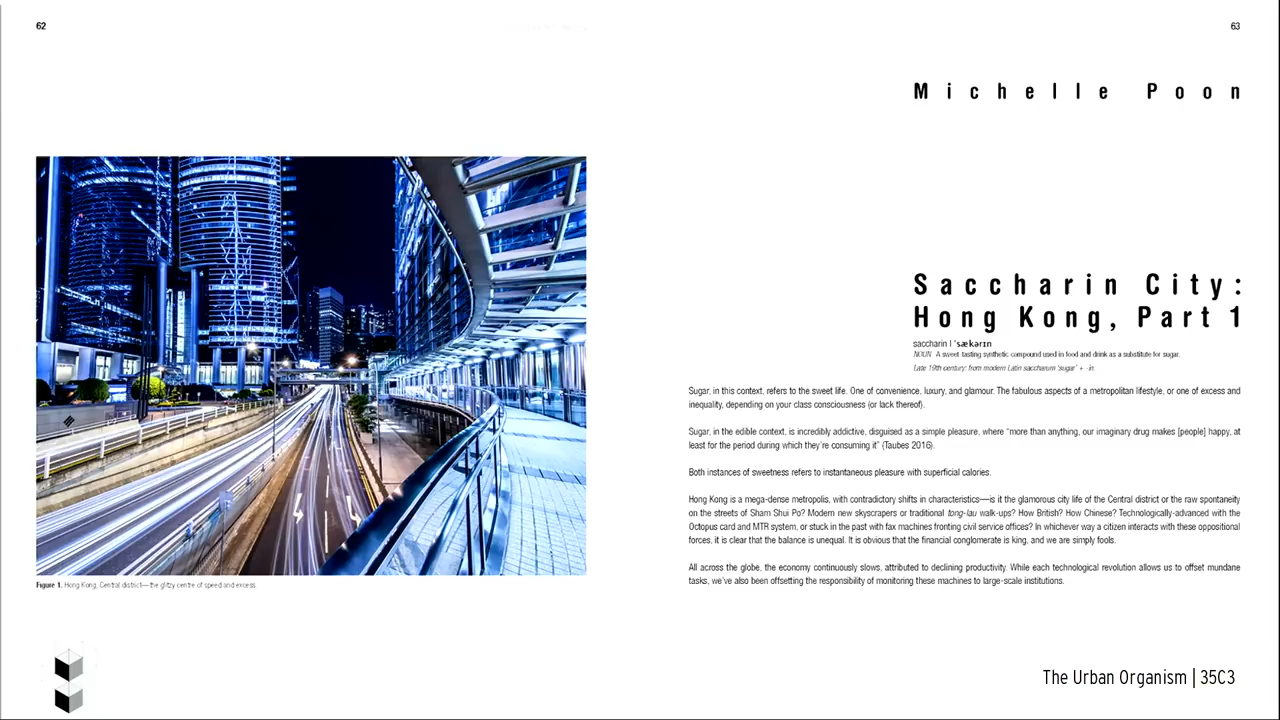 62
63
Michelle Poon
Saccharin City:
Hong Kong, Part 1
saccharin | ˈsækərɪn
NOUN A sweet-tasting synthetic compound used in food and drink as a substitute for sugar.
Late 19th century: from modern Latin saccharum 'sugar' + -in.
Sugar, in this context, refers to the sweet life. One of convenience, luxury, and glamour. The fabulous aspects of a metropolitan lifestyle, or one of excess and
inequality, depending on your class consciousness (or lack thereof).
Sugar, in the edible context, is incredibly addictive, disguised as a simple pleasure, where "more than anything, our imaginary drug makes [people] happy, at
least for the period during which they're consuming it" (Taubes 2016).
Both instances of sweetness refers to instantaneous pleasure with superficial calories.
Hong Kong is a mega-dense metropolis, with contradictory shifts in characteristics—is it the glamorous city life of the Central district or the raw spontaneity
on the streets of Sham Shui Po? Modern new skyscrapers or traditional tong-lau walk-ups? How British? How Chinese? Technologically-advanced with the
Octopus card and MTR system, or stuck in the past with fax machines fronting civil service offices? In whichever way a citizen interacts with these oppositional
forces, it is clear that the balance is unequal. It is obvious that the financial conglomerate is king, and we are simply fools.
All across the globe, the economy continuously slows, attributed to declining productivity. While each technological revolution allows us to offset mundane
tasks, we've also been offsetting the responsibility of monitoring these machines to large-scale institutions.
Figure 1. Hong Kong, Central district—the glitzy centre of speed and excess.
The Urban Organism | 35C3